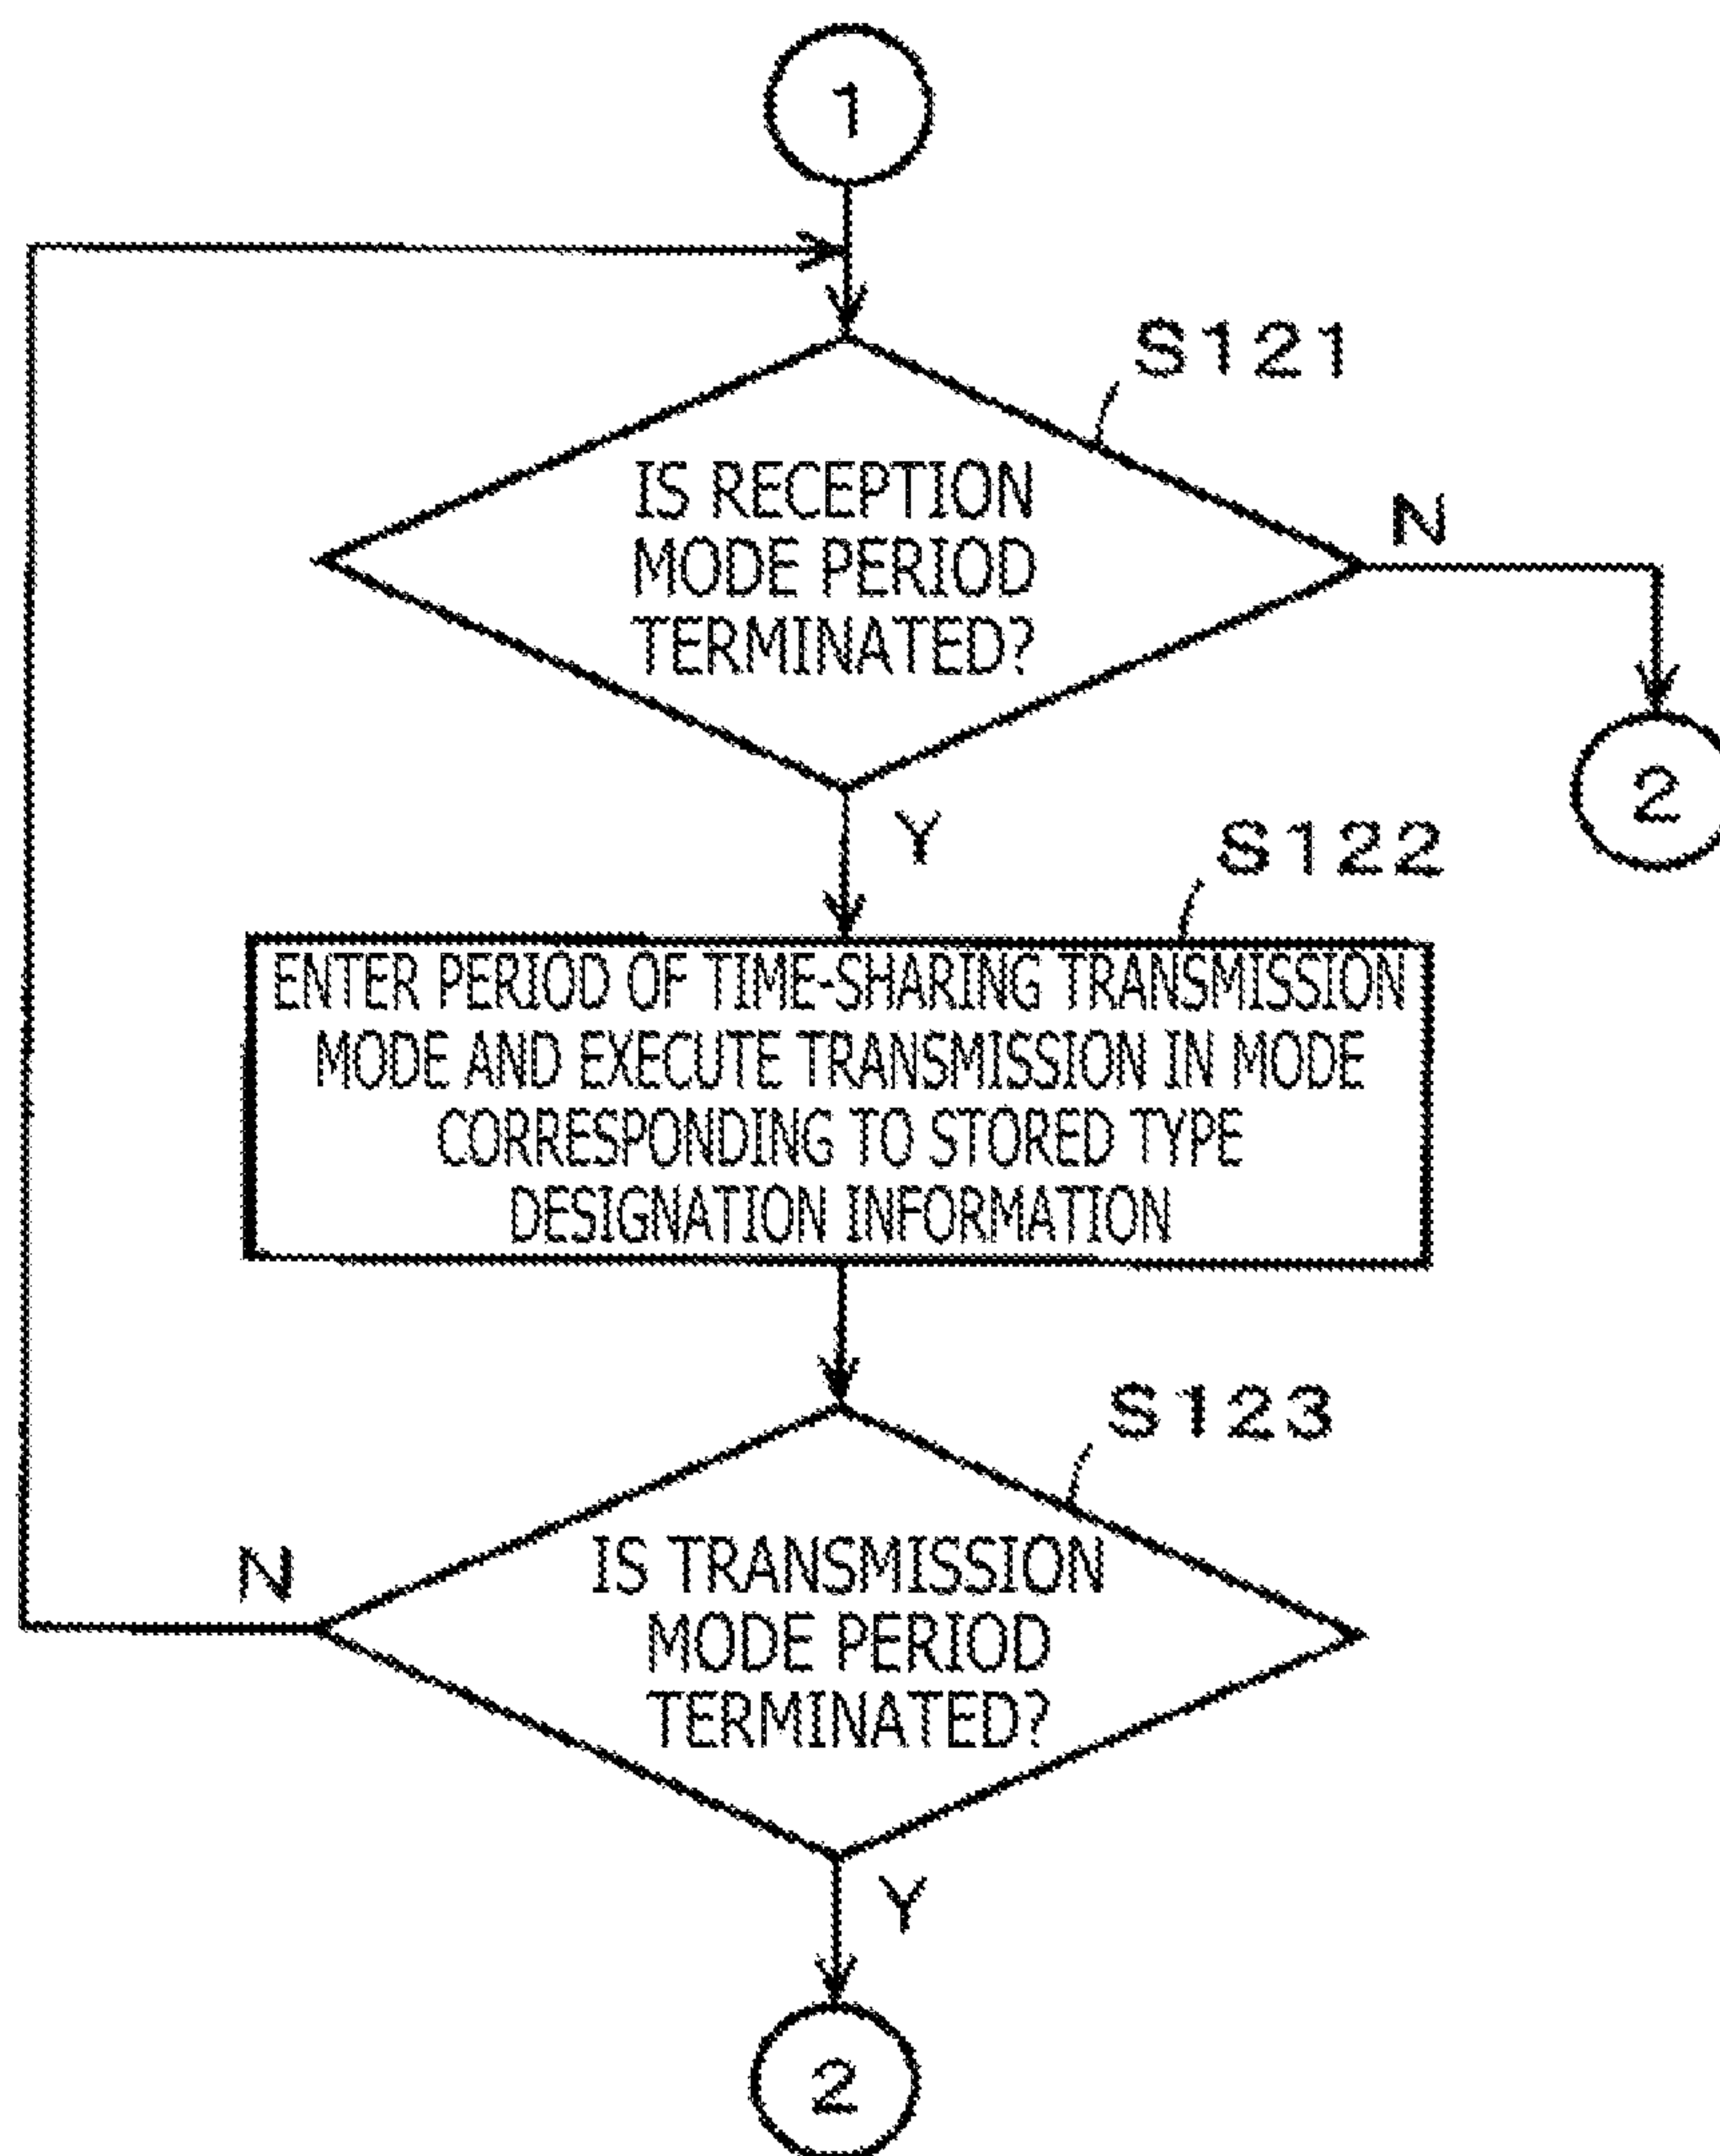 1
S121
IS RECEPTION
MODE PERIOD
TERMINATED?
N
2
Y
S122
ENTER PERIOD OF TIME-SHARING TRANSMISSION
MODE AND EXECUTE TRANSMISSION IN MODE
CORRESPONDING TO STORED TYPE
DESIGNATION INFORMATION
S123
IS TRANSMISSION
MODE PERIOD
TERMINATED?
N
Y
2